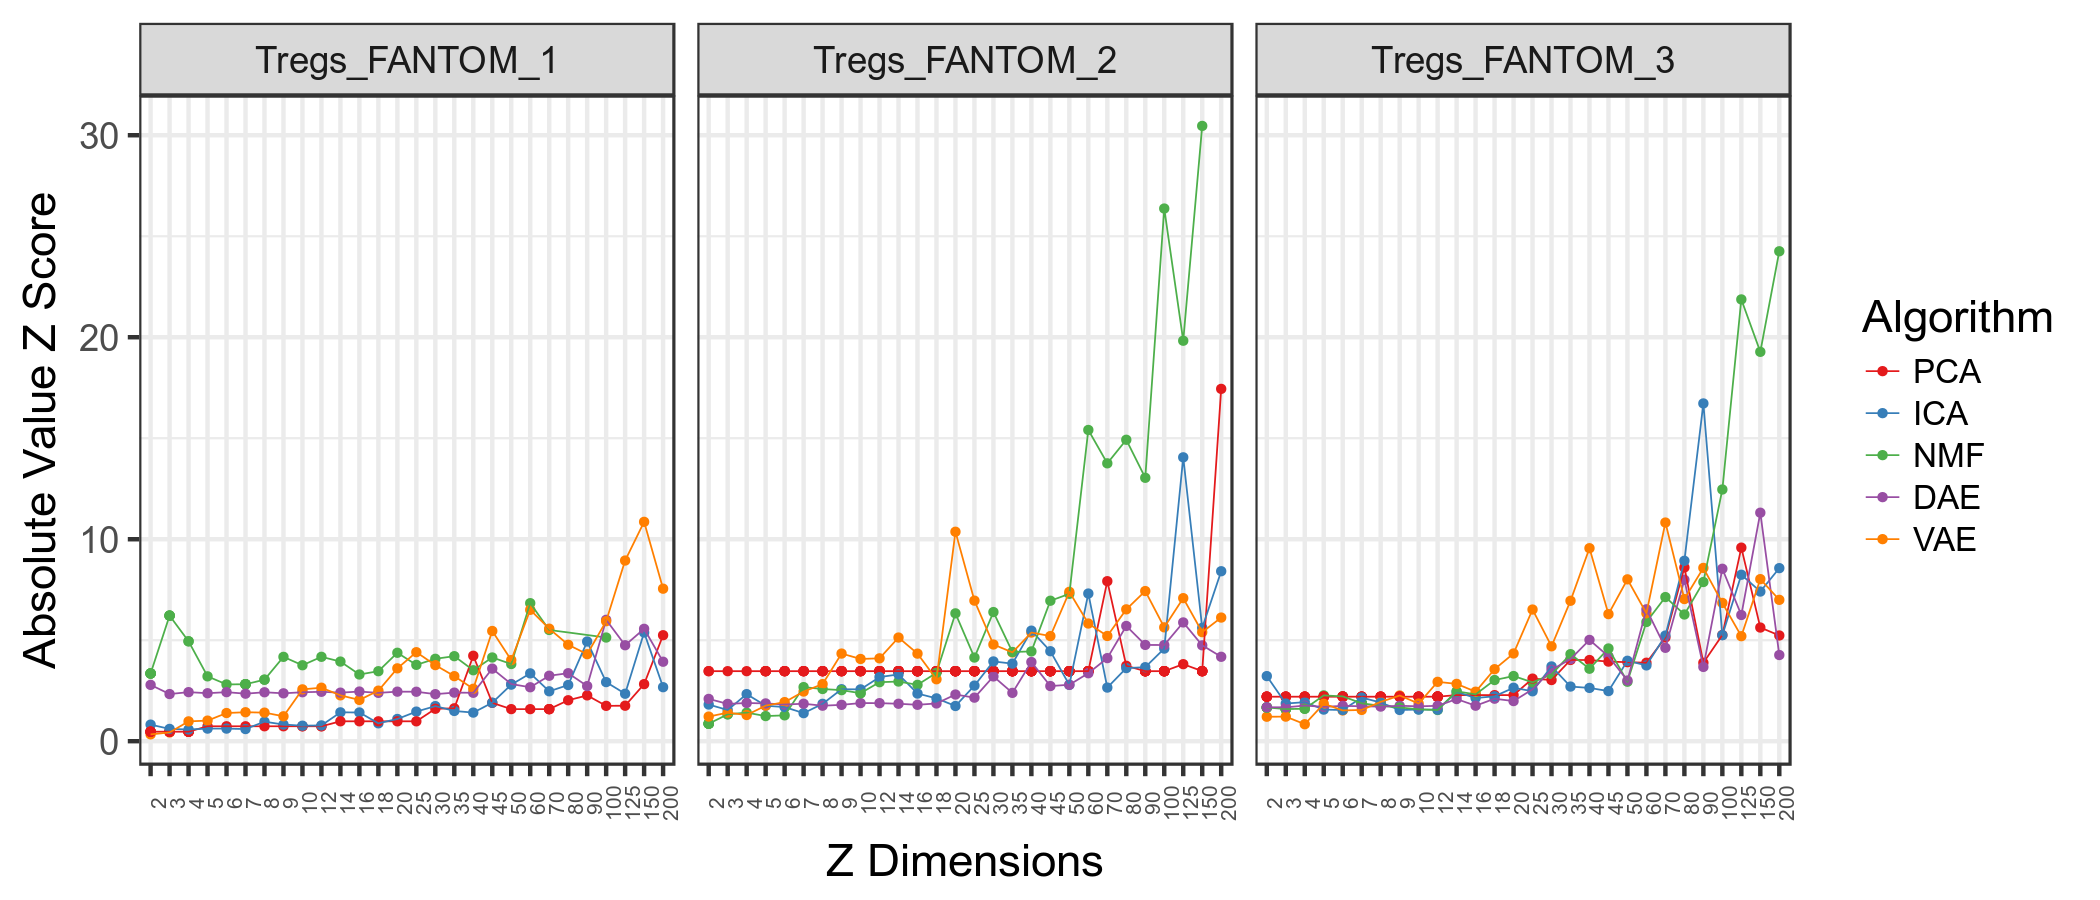 Tregs_FANTOM_1 Tregs_FANTOM_2 Tregs_FANTOM_3
30
20
10
0
Absolute Value Z Score
2 3 4 5 6 7 8 9 10 12 14 16 18 20 25 30 35 40 45 50 60 70 80 90 100 125 150 200
2 3 4 5 6 7 8 9 10 12 14 16 18 20 25 30 35 40 45 50 60 70 80 90 100 125 150 200
2 3 4 5 6 7 8 9 10 12 14 16 18 20 25 30 35 40 45 50 60 70 80 90 100 125 150 200
Z Dimensions
Algorithm
PCA
ICA
NMF
DAE
VAE